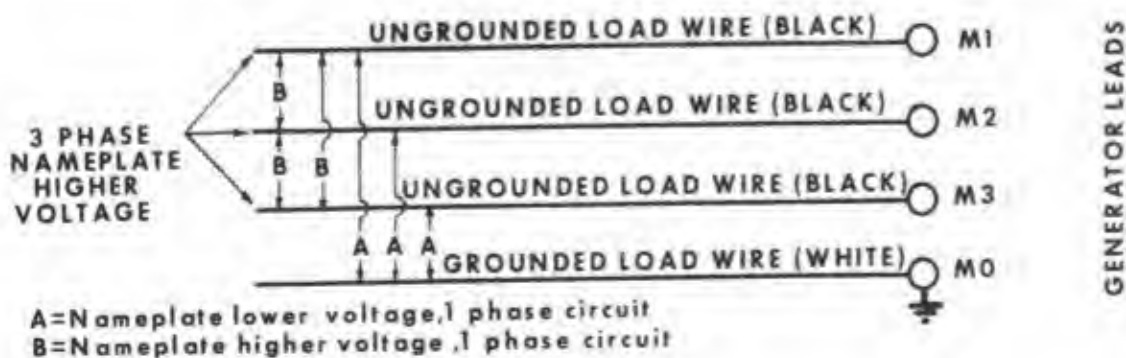 UNGROUNDED LOAD WIRE (BLACK) M1
B
UNGROUNDED LOAD WIRE (BLACK) M2
3 PHASE
NAMEPLATE
HIGHER
VOLTAGE
B B
UNGROUNDED LOAD WIRE (BLACK) M3
A A A
GROUNDED LOAD WIRE (WHITE) M0
GENERATOR LEADS
A=Nameplate lower voltage,1 phase circuit
B=Nameplate higher voltage ,1 phase circuit